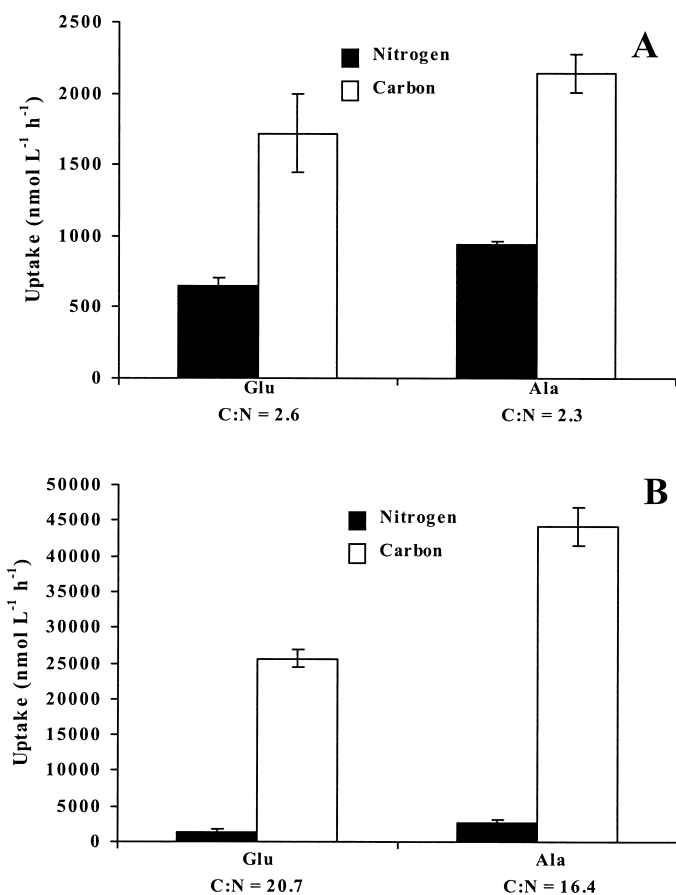 A
2500
2000
1500
1000
500
0
Uptake (nmol L⁻¹ h⁻¹)
Nitrogen
Carbon
Glu Ala
C:N = 2.6 C:N = 2.3
B
50000
45000
40000
35000
30000
25000
20000
15000
10000
5000
0
Uptake (nmol L⁻¹ h⁻¹)
Nitrogen
Carbon
Glu Ala
C:N = 20.7 C:N = 16.4